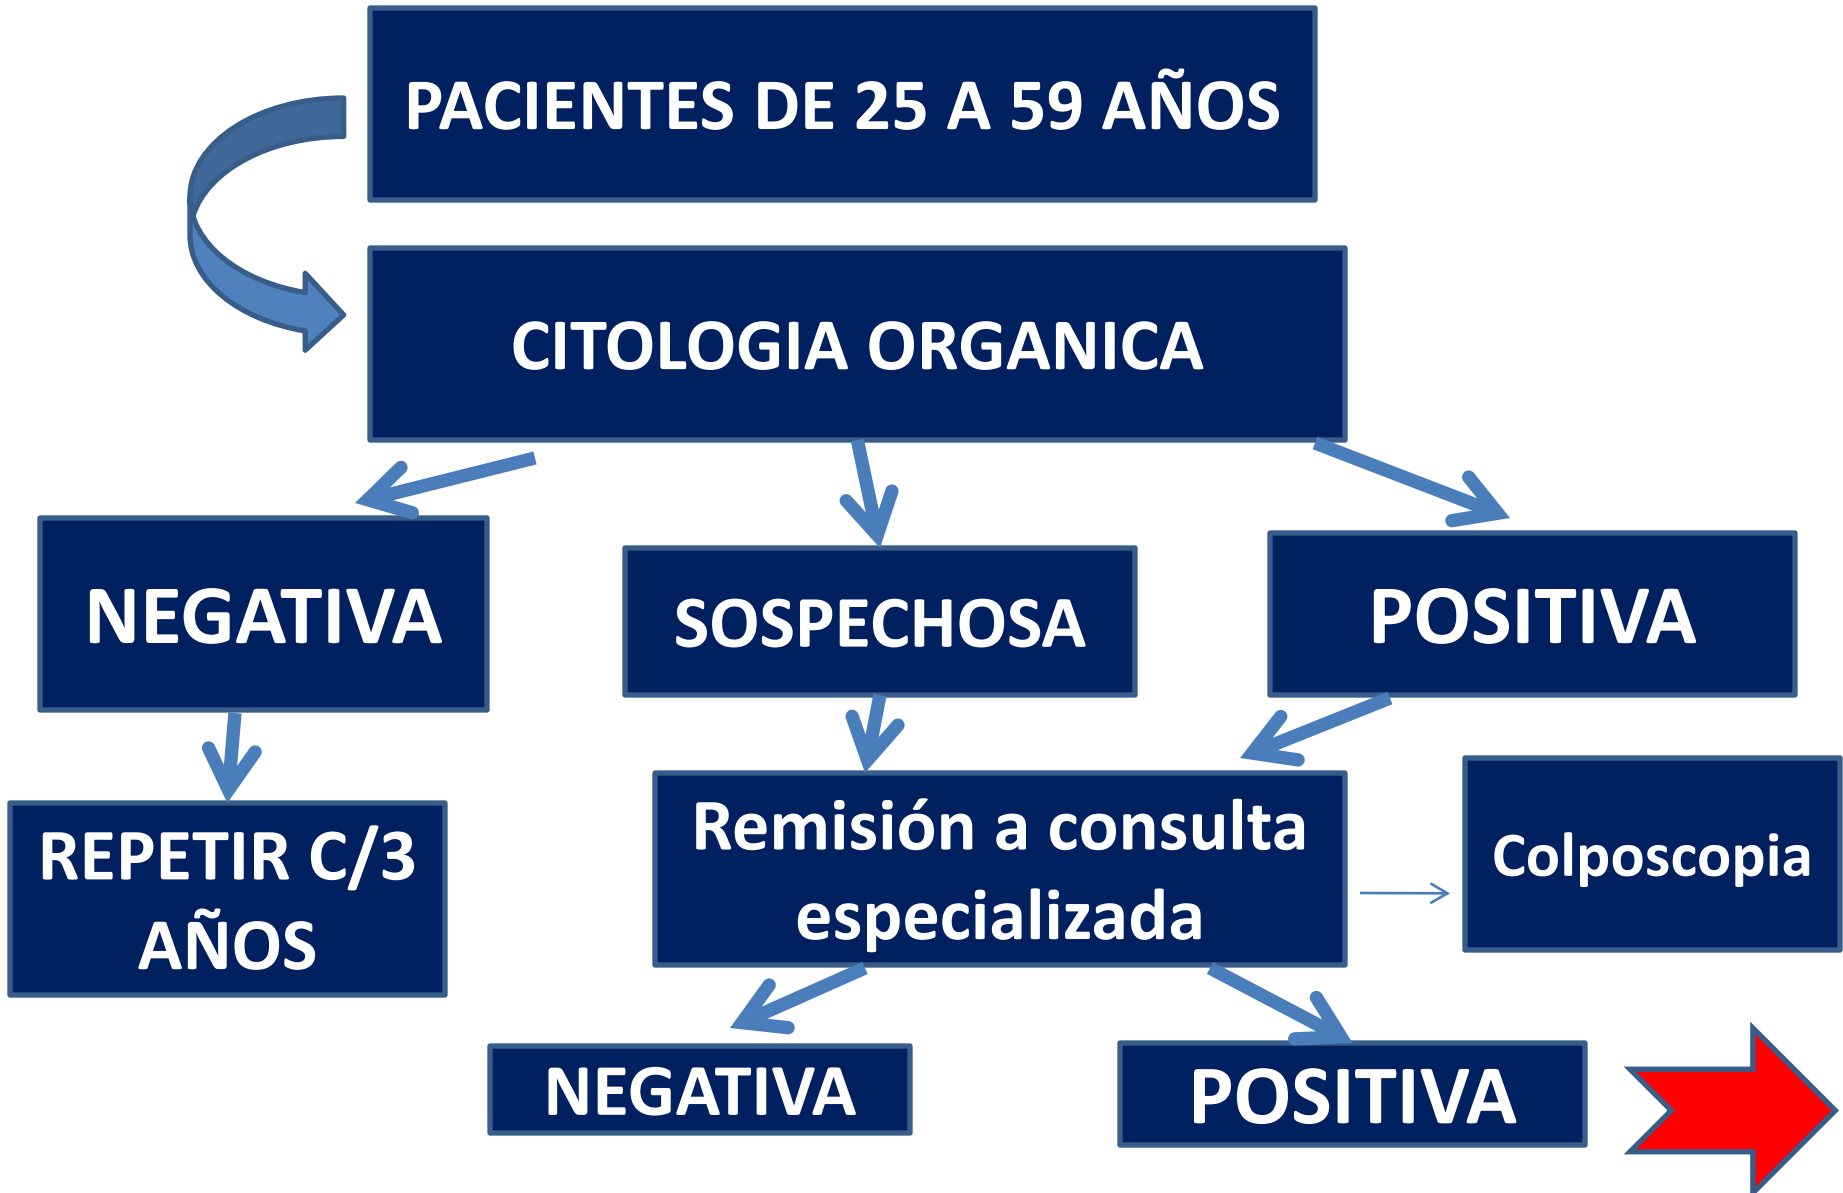 PACIENTES DE 25 A 59 AÑOS
CITOLOGIA ORGANICA
NEGATIVA
SOSPECHOSA
POSITIVA
REPETIR C/3
AÑOS
Remisión a consulta
especializada
Colposcopia
NEGATIVA
POSITIVA